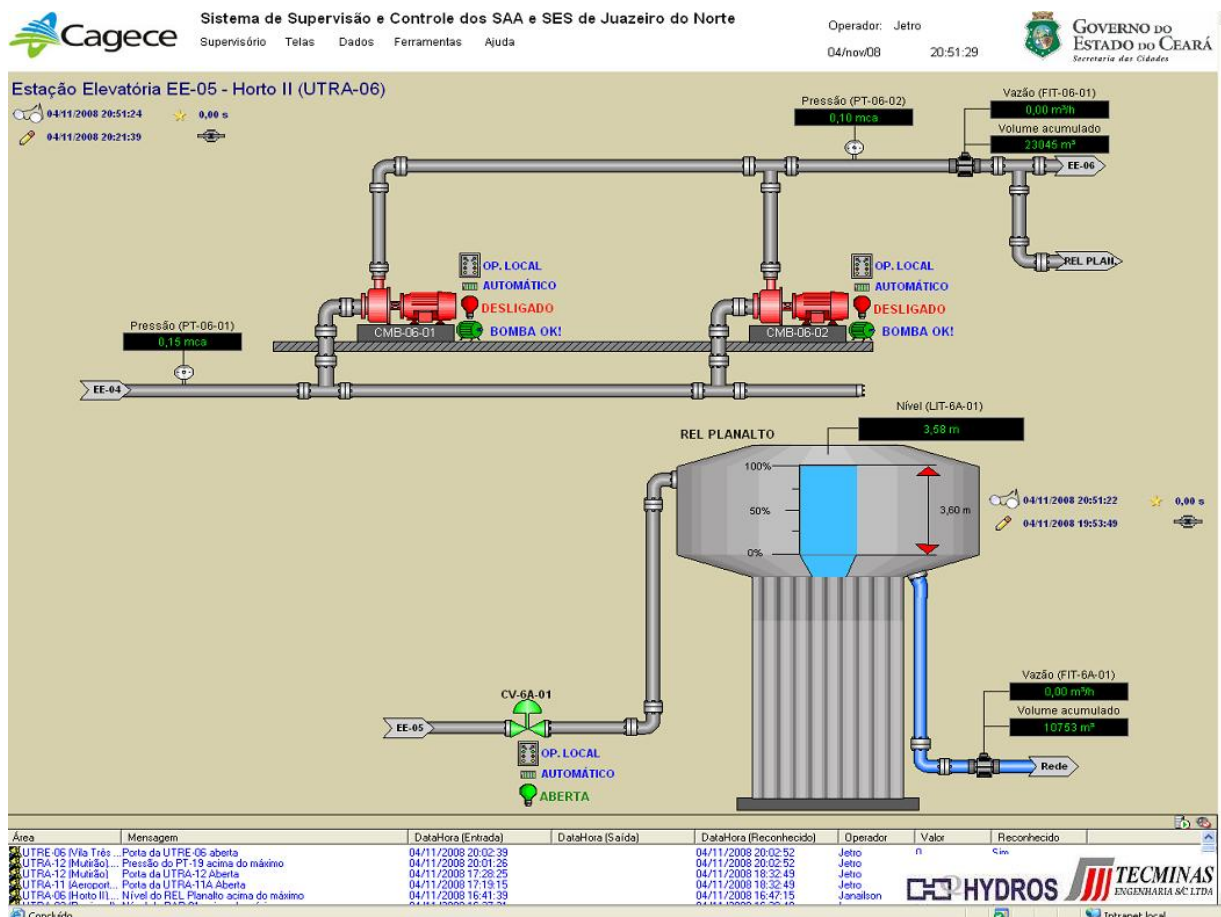 Cagece
Sistema de Supervisão e Controle dos SAA e SES de Juazeiro do Norte
Supervisório Telas Dados Ferramentas Ajuda
Operador: Jetro
04/nov/08 20:51:29
GOVERNO DO
ESTADO DO CEARÁ
Secretaria das Cidades
Estação Elevatória EE-05 - Horto II (UTRA-06)
04/11/2008 20:51:24 0,00 s
04/11/2008 20:21:39
Pressão (PT-06-02)
0,10 mca
Vazão (FIT-06-01)
0,00 m³/h
Volume acumulado
23045 m³
EE-06
REL PLAN.
OP. LOCAL
AUTOMÁTICO
DESLIGADO
BOMBA OK!
CMB-06-01
OP. LOCAL
AUTOMÁTICO
DESLIGADO
BOMBA OK!
CMB-06-02
Pressão (PT-06-01)
0,15 mca
EE-04
Nível (LIT-6A-01)
3,58 m
REL PLANALTO
100%
50%
0%
3,60 m
04/11/2008 20:51:22 0,00 s
04/11/2008 19:53:49
CV-6A-01
EE-05
OP. LOCAL
AUTOMÁTICO
ABERTA
Vazão (FIT-6A-01)
0,00 m³/h
Volume acumulado
10753 m³
Rede
Área Mensagem DataHora (Entrada) DataHora (Saída) DataHora (Reconhecido) Operador Valor Reconhecido
UTRE-06 (Vila Três ... Porta da UTRE-06 aberta 04/11/2008 20:02:39 04/11/2008 20:02:52 Jetro 0 Sim
UTRA-12 (Mutirão)... Pressão do PT-19 acima do máximo 04/11/2008 20:01:26 04/11/2008 20:02:52 Jetro
UTRA-12 (Mutirão) Porta da UTRA-12 Aberta 04/11/2008 17:28:25 04/11/2008 18:32:49 Jetro
UTRA-11 (Aeroport... Porta da UTRA-11A Aberta 04/11/2008 17:19:15 04/11/2008 18:32:49 Jetro
UTRA-06 (Horto II)... Nível do REL Planalto acima do máximo 04/11/2008 16:41:39 04/11/2008 16:47:15 Janailson
HYDROS
TECMINAS
ENGENHARIA S/C LTDA
Concluído Intranet local